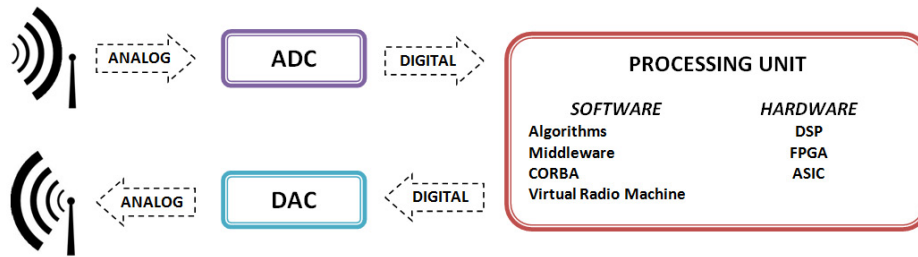 ANALOG
ADC
DIGITAL
PROCESSING UNIT
SOFTWARE HARDWARE
Algorithms DSP
Middleware FPGA
CORBA ASIC
Virtual Radio Machine
ANALOG
DAC
DIGITAL